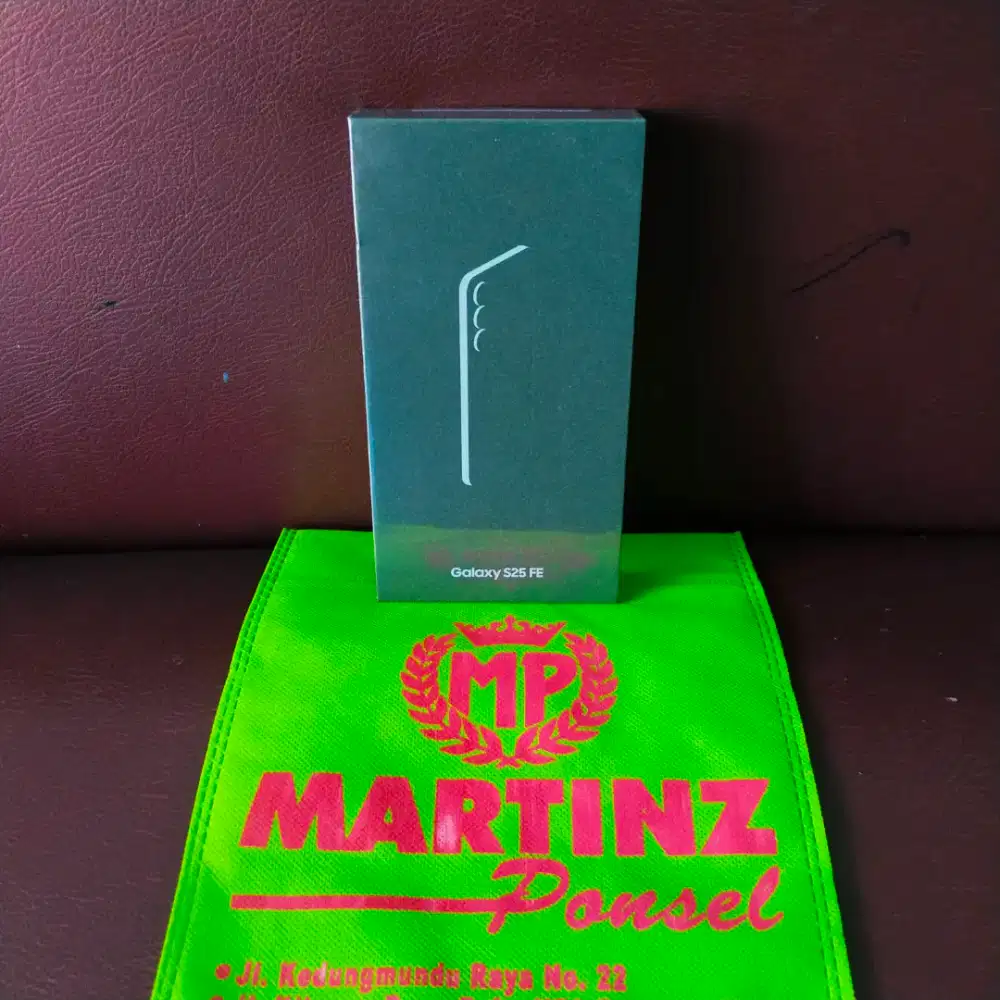 Galaxy S25 FE
MP
MARTINZ
Ponsel
• Jl. Kedungmundu Raya No. 22